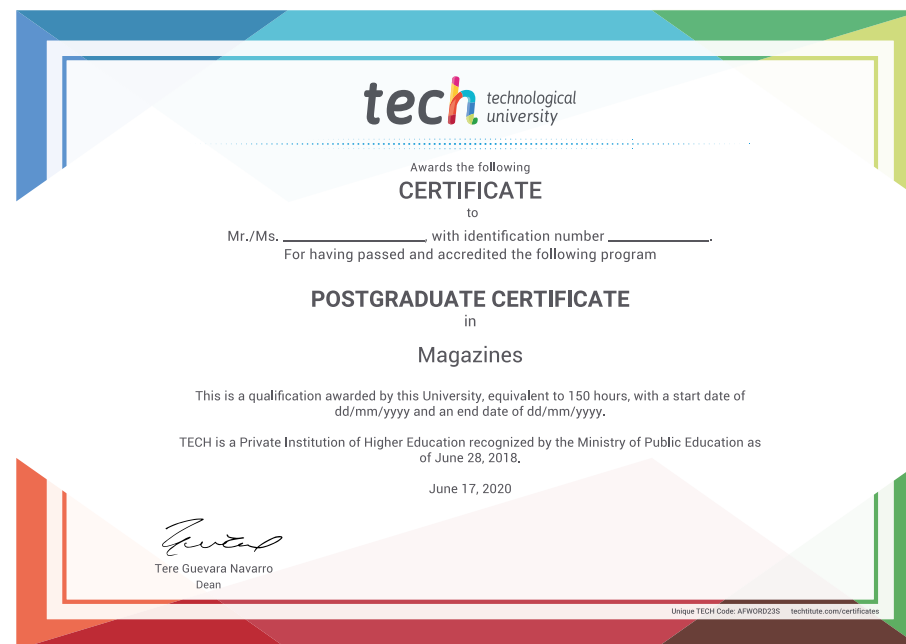 tech technological
university
Awards the following
CERTIFICATE
to
Mr./Ms. ____________, with identification number ____________.
For having passed and accredited the following program
POSTGRADUATE CERTIFICATE
in
Magazines
This is a qualification awarded by this University, equivalent to 150 hours, with a start date of
dd/mm/yyyy and an end date of dd/mm/yyyy.
TECH is a Private Institution of Higher Education recognized by the Ministry of Public Education as
of June 28, 2018.
June 17, 2020
Tere Guevara Navarro
Dean
Unique TECH Code: AFWORD23S techtitute.com/certificates